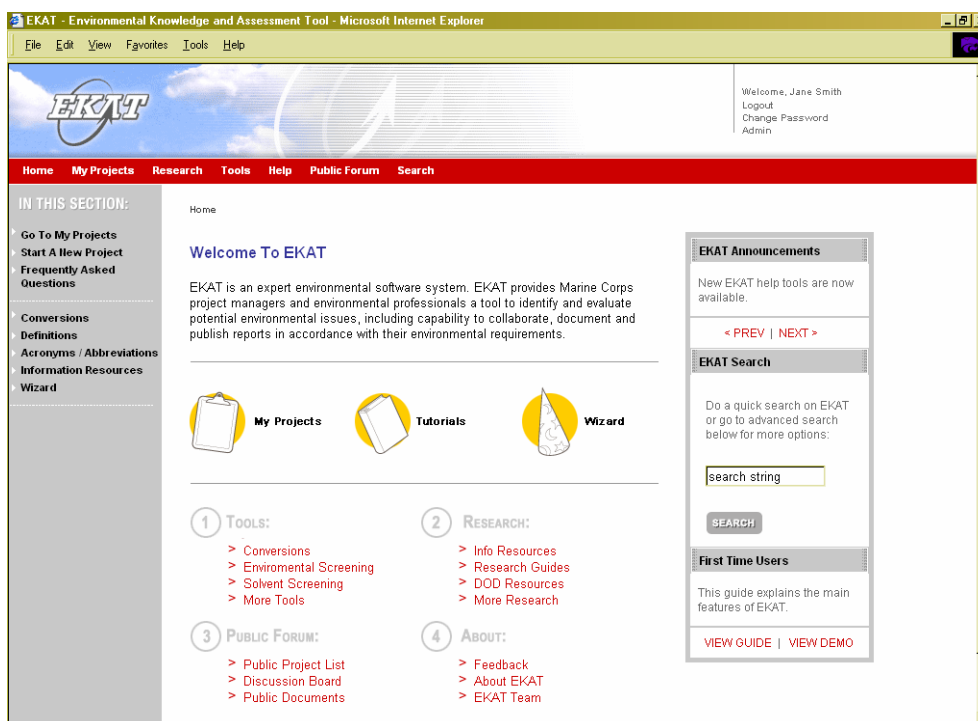 EKAT - Environmental Knowledge and Assessment Tool - Microsoft Internet Explorer
File Edit View Favorites Tools Help
EKAT
Welcome, Jane Smith
Logout
Change Password
Admin
Home My Projects Research Tools Help Public Forum Search
IN THIS SECTION:
Go To My Projects
Start A New Project
Frequently Asked
Questions
Conversions
Definitions
Acronyms / Abbreviations
Information Resources
Wizard
Home
Welcome To EKAT
EKAT is an expert environmental software system. EKAT provides Marine Corps
project managers and environmental professionals a tool to identify and evaluate
potential environmental issues, including capability to collaborate, document and
publish reports in accordance with their environmental requirements.
My Projects Tutorials Wizard
1 TOOLS:
> Conversions
> Enviromental Screening
> Solvent Screening
> More Tools
2 RESEARCH:
> Info Resources
> Research Guides
> DOD Resources
> More Research
3 PUBLIC FORUM:
> Public Project List
> Discussion Board
> Public Documents
4 ABOUT:
> Feedback
> About EKAT
> EKAT Team
EKAT Announcements
New EKAT help tools are now
available.
< PREV | NEXT >
EKAT Search
Do a quick search on EKAT
or go to advanced search
below for more options:
search string
SEARCH
First Time Users
This guide explains the main
features of EKAT.
VIEW GUIDE | VIEW DEMO